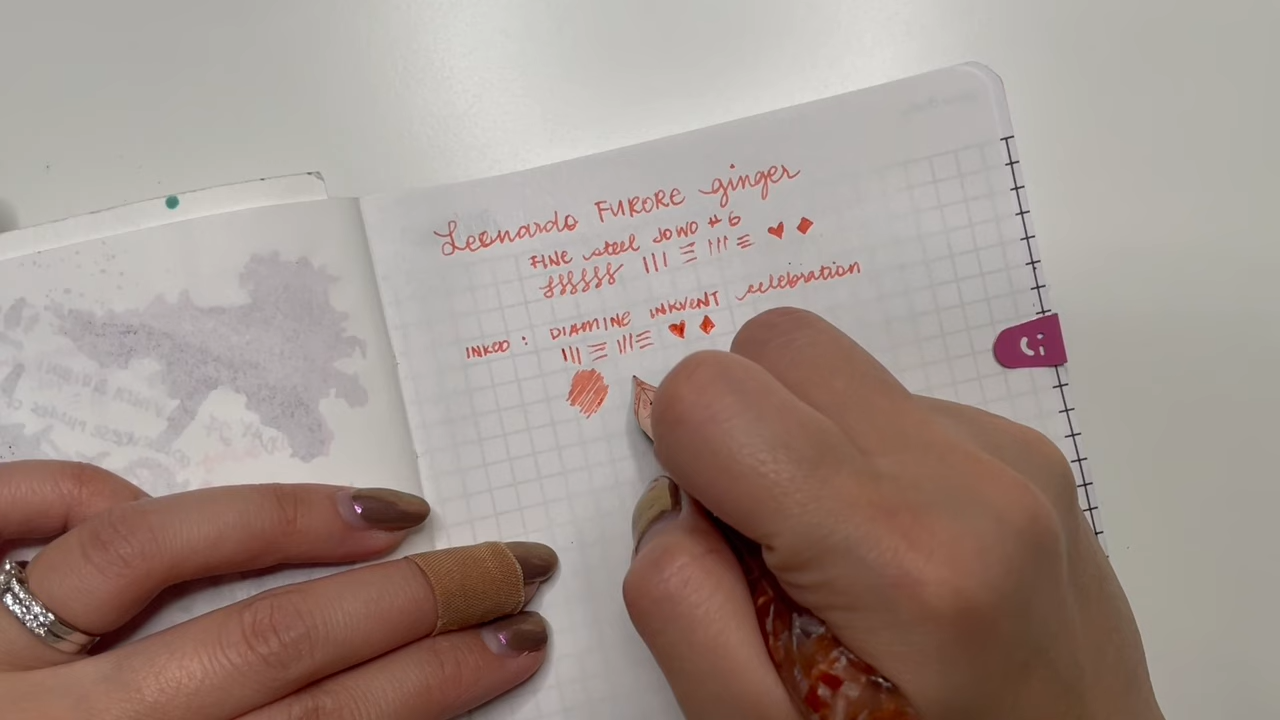 Leonardo FURORE ginger
FINE steel JOWO #6
INKED : DIAMINE INKVENT celebration